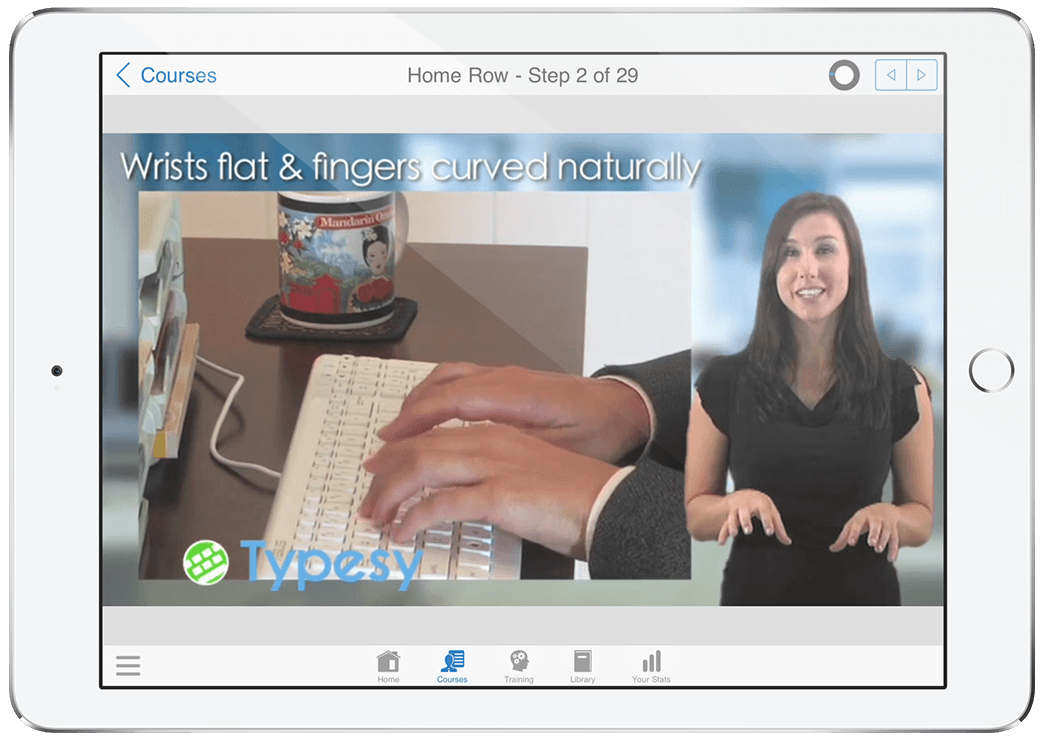 Courses
Home Row - Step 2 of 29
Wrists flat & fingers curved naturally
Mandarin
Typesy
Home
Courses
Training
Library
Your Stats